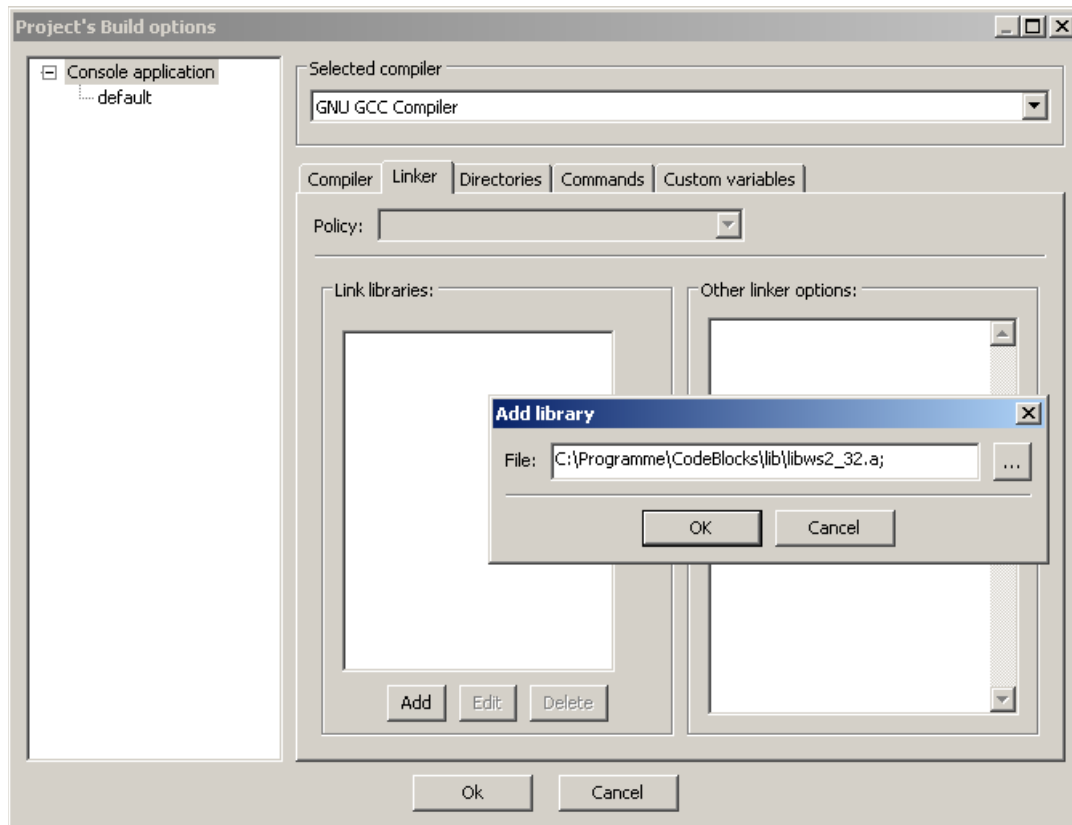 Project's Build options
Console application
default
Selected compiler
GNU GCC Compiler
Compiler
Linker
Directories
Commands
Custom variables
Policy:
Link libraries:
Other linker options:
Add library
File:
C:\Programme\CodeBlocks\lib\libws2_32.a;
...
OK
Cancel
Add
Edit
Delete
Ok
Cancel